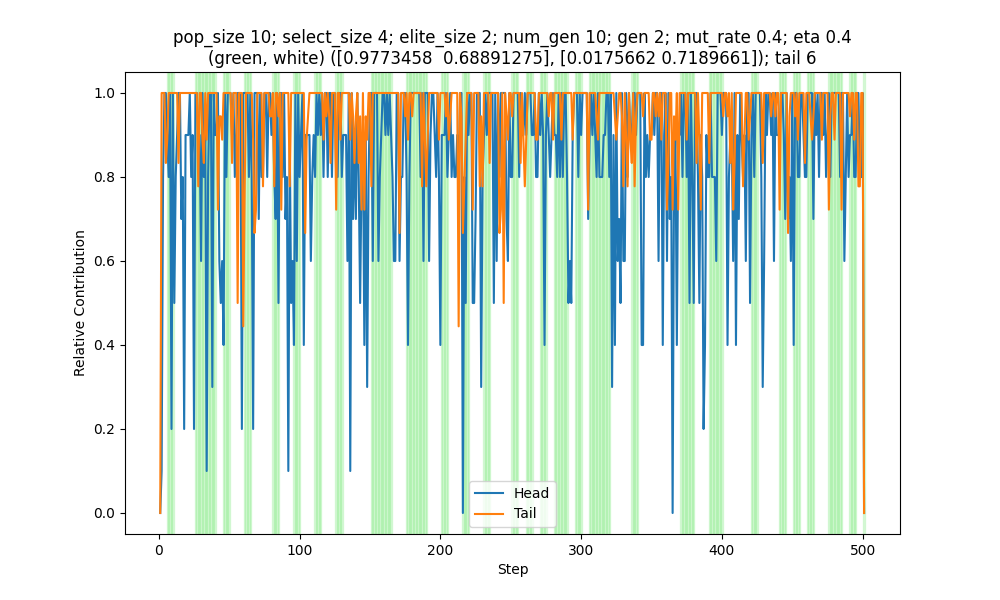 pop_size 10; select_size 4; elite_size 2; num_gen 10; gen 2; mut_rate 0.4; eta 0.4
(green, white) ([0.9773458  0.68891275], [0.0175662 0.7189661]); tail 6
1.0
0.8
0.6
0.4
0.2
0.0
Relative Contribution
Head
Tail
0
100
200
300
400
500
Step